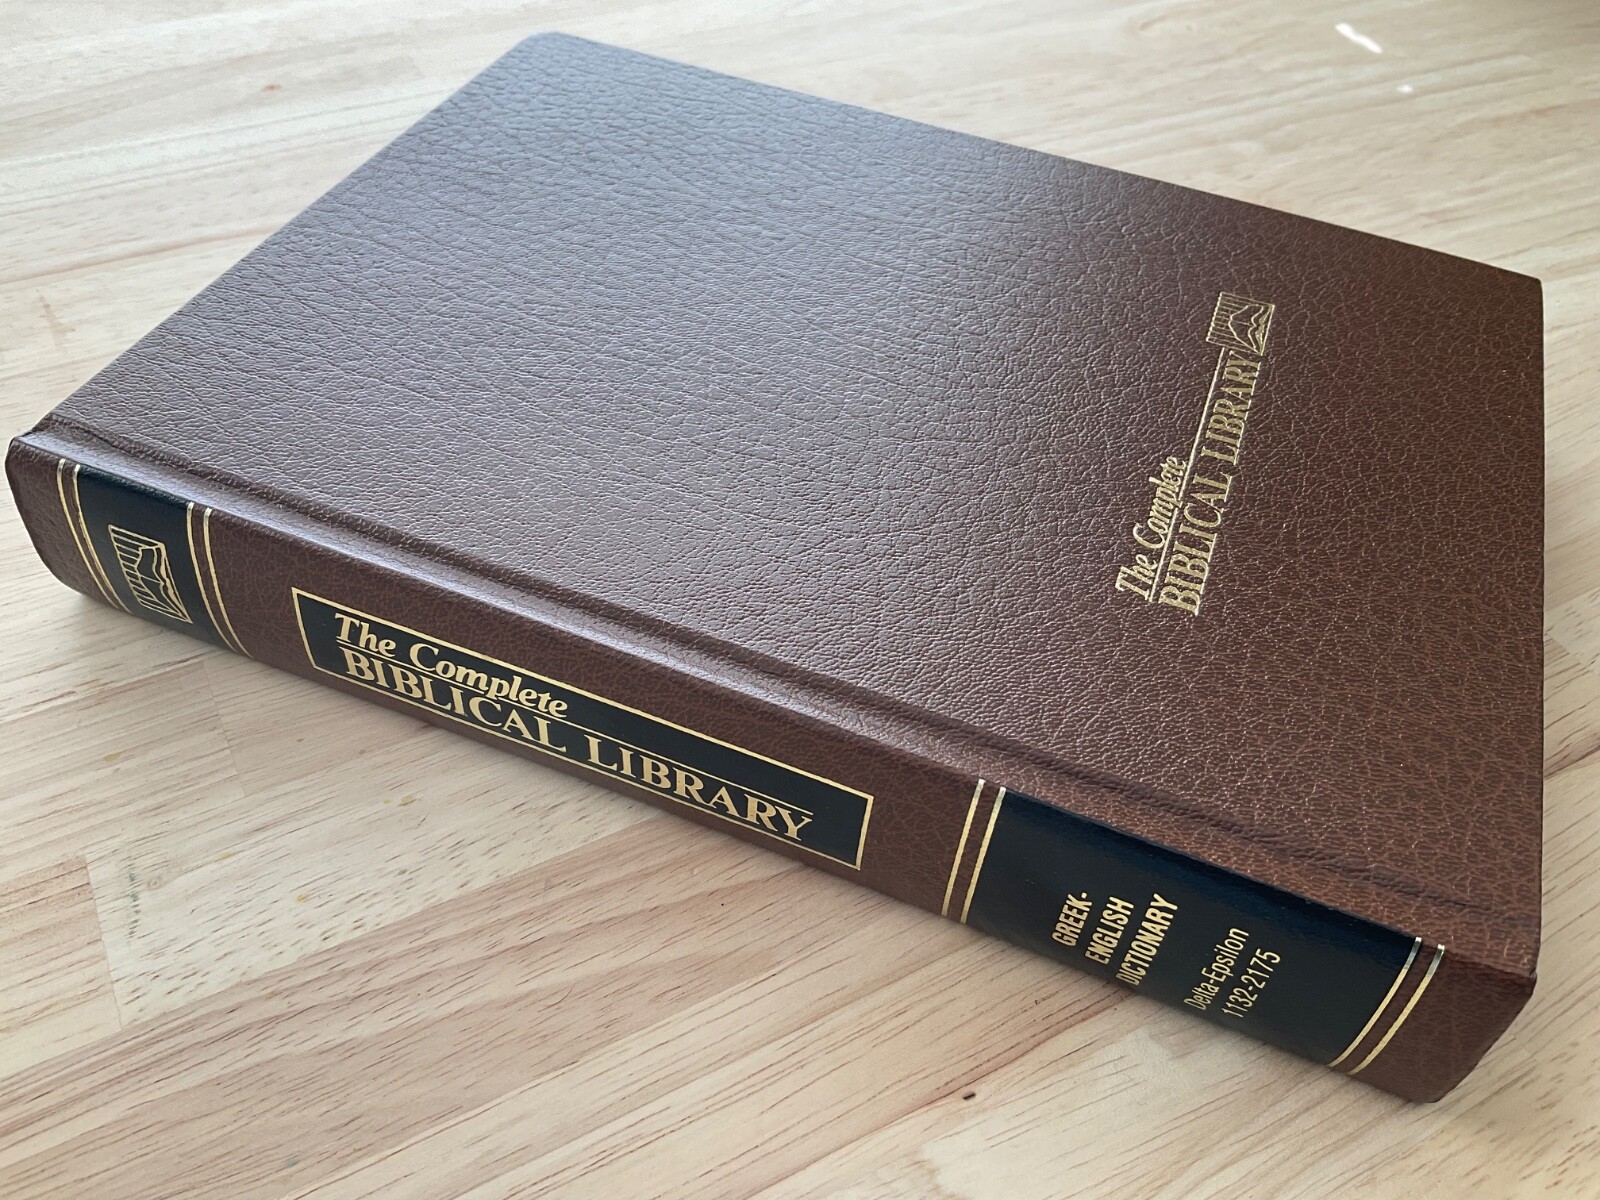 The Complete
BIBLICAL LIBRARY
The Complete
BIBLICAL LIBRARY
GREEK-
ENGLISH
DICTIONARY
Delta-Epsilon
1132-2175